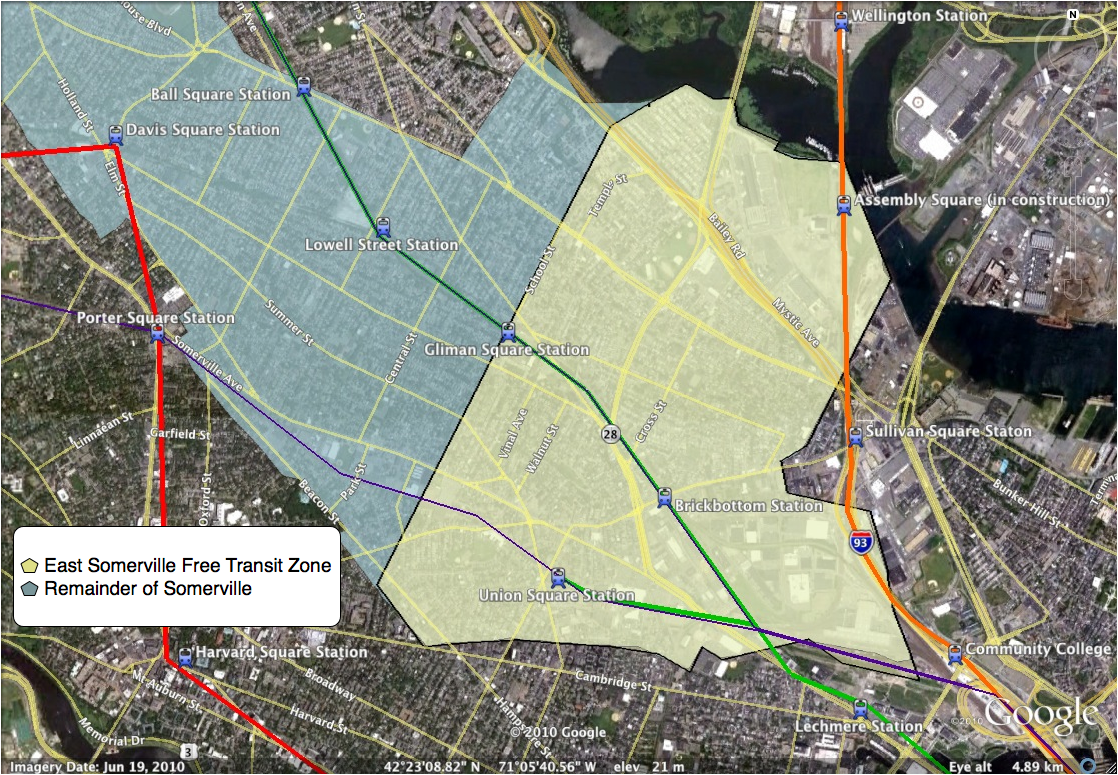 ouse Blvd
n Ave
n St
Wellington Station
N
Ball Square Station
Holland St
Davis Square Station
Elm St
Temple St
Assembly Square (in construction)
Bailey Rd
Lowell Street Station
School St
Mystic Ave
Summer St
Porter Square Station
Gliman Square Station
Central St
Somerville Ave
Linnaean St
Garfield St
Vinal Ave
Walnut St
28
Cross St
Sullivan Square Staton
Oxford St
Beacon St
Park St
Brickbottom Station
Bunker Hill St
Termin
93
East Somerville Free Transit Zone
Remainder of Somerville
Union Square Station
Harvard Square Station
Community College
Mt Auburn St
Broadway
Cambridge St
Harvard St
Hampshire St
Memorial Dr
3
Lechmere Station
© 2010 Google
©2010 Google
Imagery Date: Jun 19, 2010
42°23'08.82" N 71°05'40.56" W elev 21 m
Eye alt 4.89 km